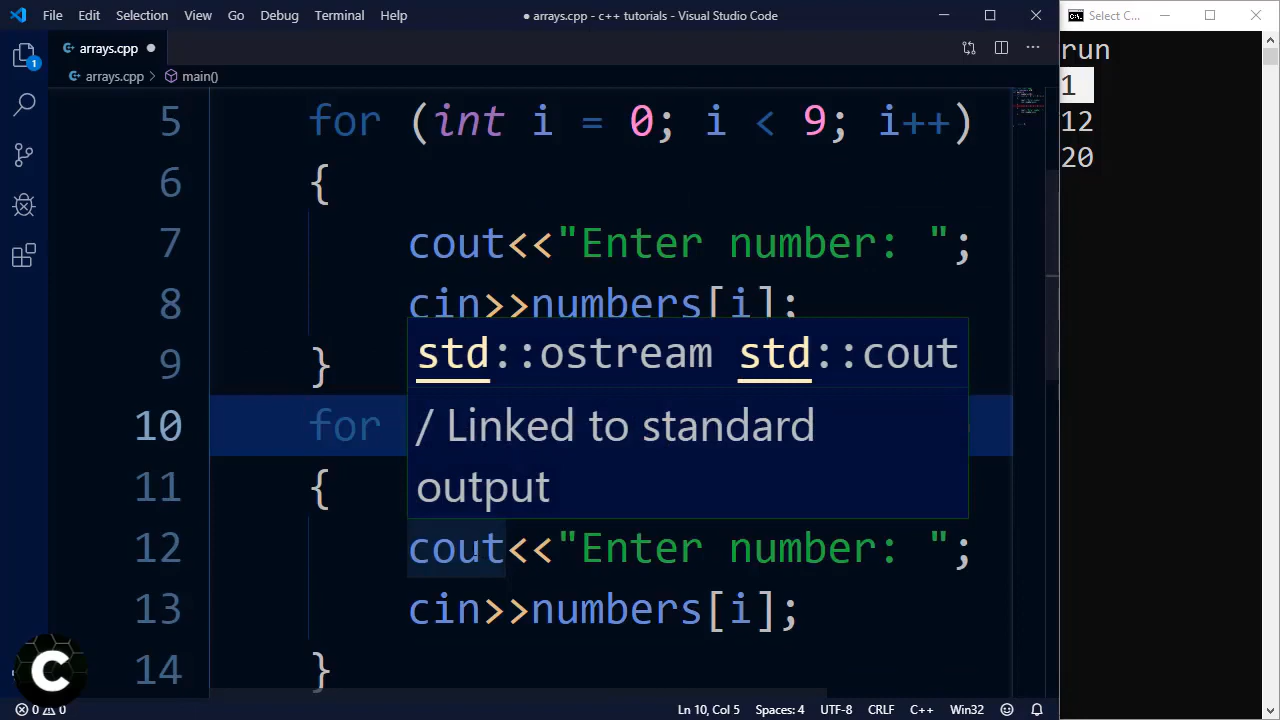 File Edit Selection View Go Debug Terminal Help
● arrays.cpp - c++ tutorials - Visual Studio Code
Select C...
arrays.cpp ●
arrays.cpp > main()
5 for (int i = 0; i < 9; i++)
6 {
7 cout<<"Enter number: ";
8 cin>>numbers[i];
9 }
10 for
11 {
12 cout<<"Enter number: ";
13 cin>>numbers[i];
14 }
std::ostream std::cout
/ Linked to standard
output
run
1
12
20
1
C
0 0
Ln 10, Col 5 Spaces: 4 UTF-8 CRLF C++ Win32